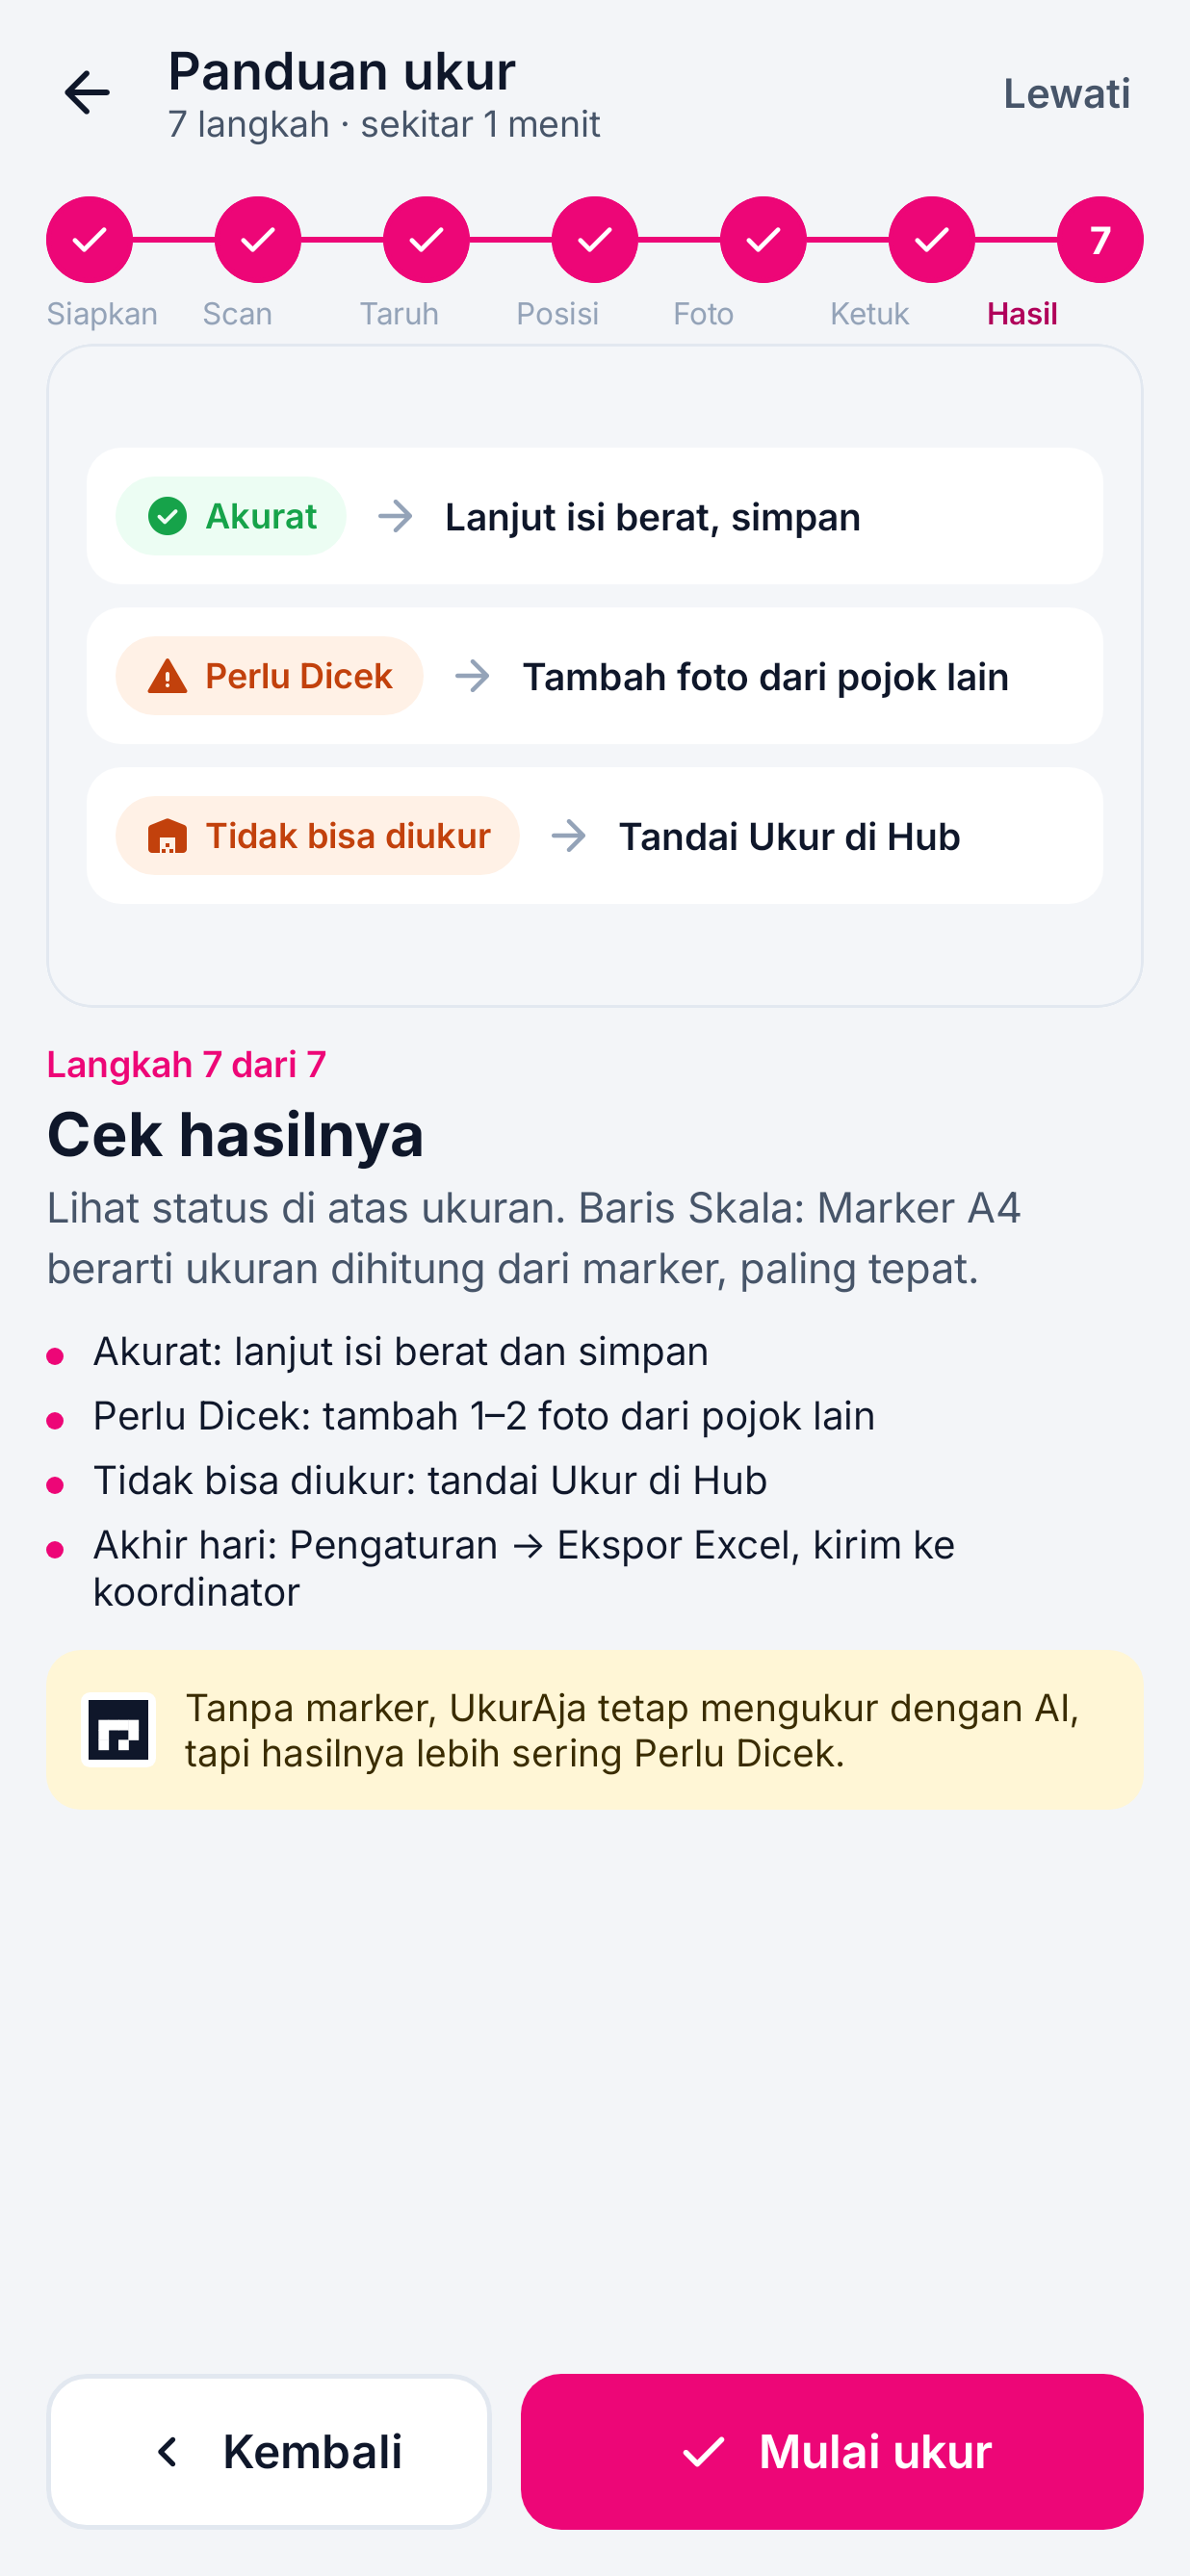 Panduan ukur
7 langkah · sekitar 1 menit
Lewati
7
Siapkan Scan Taruh Posisi Foto Ketuk Hasil
Akurat → Lanjut isi berat, simpan
Perlu Dicek → Tambah foto dari pojok lain
Tidak bisa diukur → Tandai Ukur di Hub
Langkah 7 dari 7
Cek hasilnya
Lihat status di atas ukuran. Baris Skala: Marker A4
berarti ukuran dihitung dari marker, paling tepat.
Akurat: lanjut isi berat dan simpan
Perlu Dicek: tambah 1–2 foto dari pojok lain
Tidak bisa diukur: tandai Ukur di Hub
Akhir hari: Pengaturan → Ekspor Excel, kirim ke
koordinator
Tanpa marker, UkurAja tetap mengukur dengan AI,
tapi hasilnya lebih sering Perlu Dicek.
Kembali
Mulai ukur